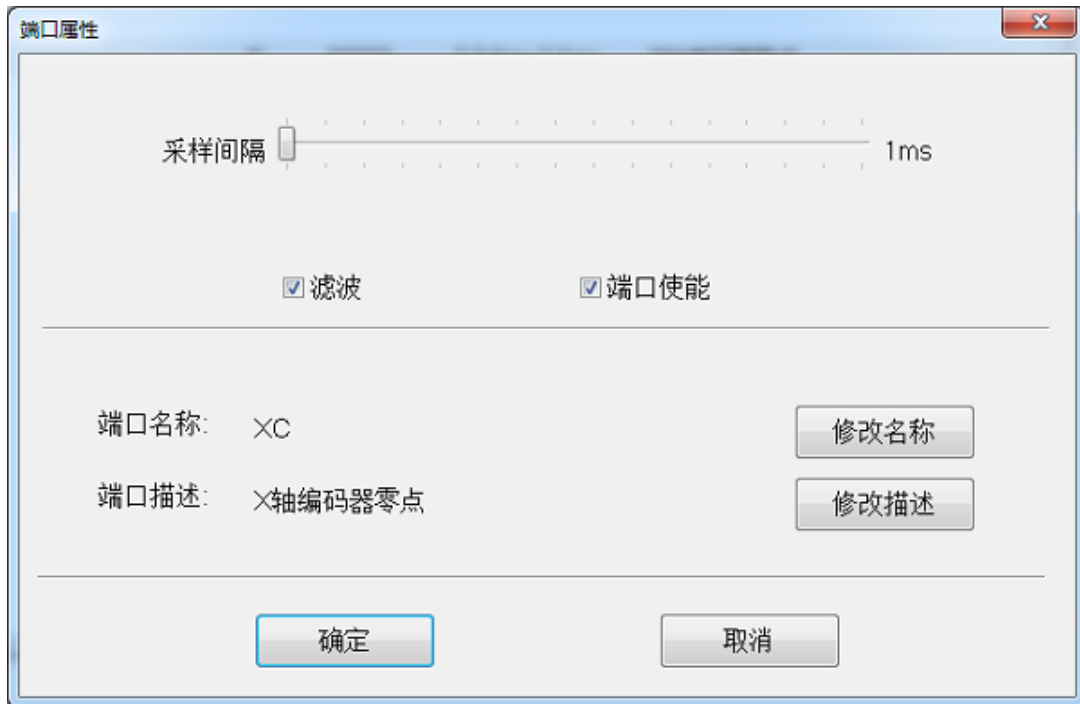 端口属性
采样间隔 1ms
滤波 端口使能
端口名称: XC 修改名称
端口描述: X轴编码器零点 修改描述
确定 取消